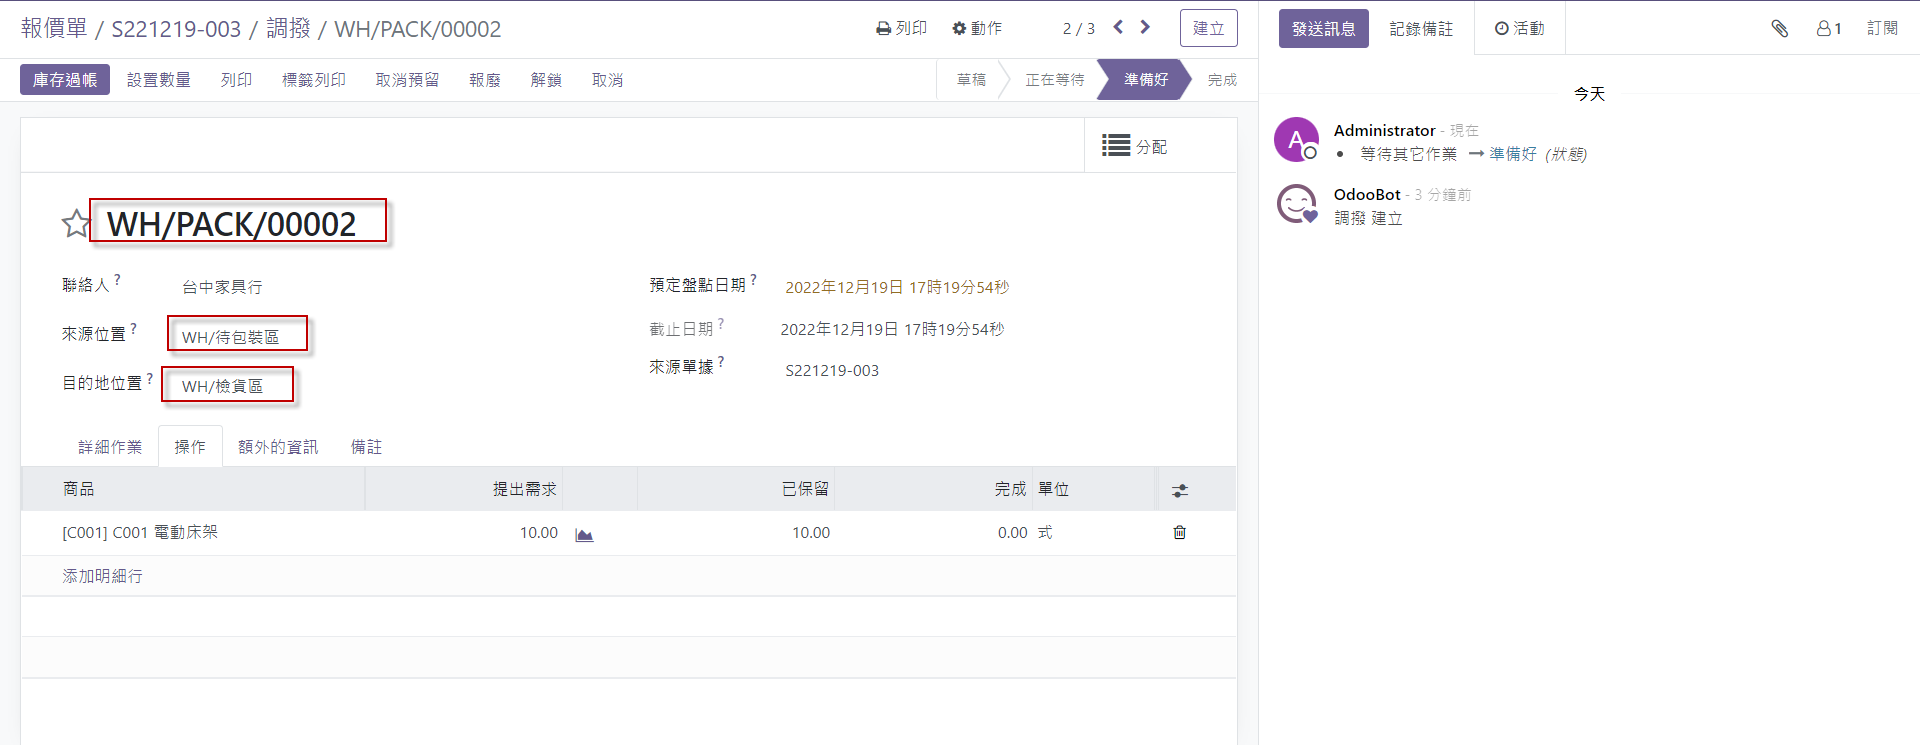 報價單 / S221219-003 / 調撥 / WH/PACK/00002
列印 動作 2 / 3 建立
庫存過帳 設置數量 列印 標籤列印 取消預留 報廢 解鎖 取消
草稿 正在等待 準備好 完成
分配
WH/PACK/00002
聯絡人? 台中家具行
來源位置? WH/待包裝區
目的地位置? WH/檢貨區
預定盤點日期? 2022年12月19日 17時19分54秒
截止日期? 2022年12月19日 17時19分54秒
來源單據? S221219-003
詳細作業 操作 額外的資訊 備註
商品 提出需求 已保留 完成 單位
[C001] C001 電動床架 10.00 10.00 0.00 式
添加明細行
發送訊息 記錄備註 活動 1 訂閱
今天
A
Administrator - 現在
• 等待其它作業 → 準備好 (狀態)
OdooBot - 3 分鐘前
調撥 建立